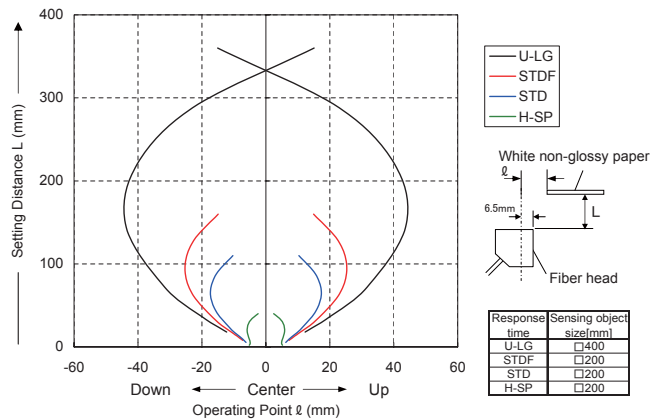 400
300
200
100
0
Setting Distance L (mm)
-60 -40 -20 0 20 40 60
Down Center Up
Operating Point ℓ (mm)
U-LG
STDF
STD
H-SP
White non-glossy paper
ℓ
6.5mm
L
Fiber head
Response time Sensing object size[mm]
U-LG □400
STDF □200
STD □200
H-SP □200